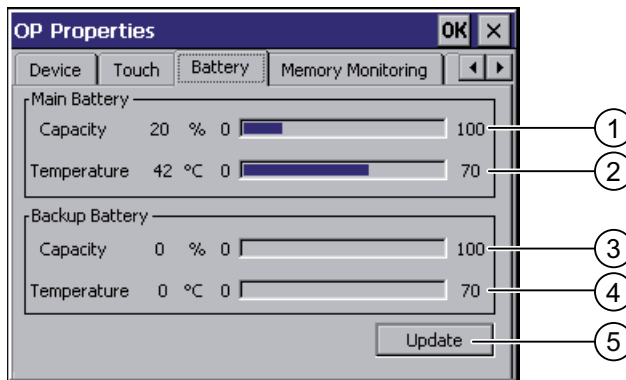 OP Properties OK ×
Device Touch Battery Memory Monitoring
Main Battery
Capacity 20 % 0 100 1
Temperature 42 °C 0 70 2
Backup Battery
Capacity 0 % 0 100 3
Temperature 0 °C 0 70 4
Update 5